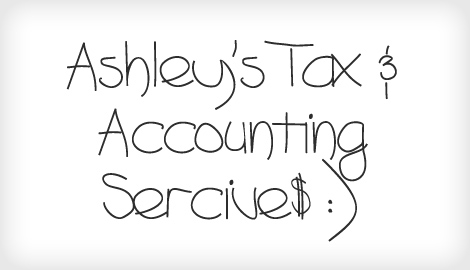 Ashley's Tax &
Accounting
Sercive$ :)